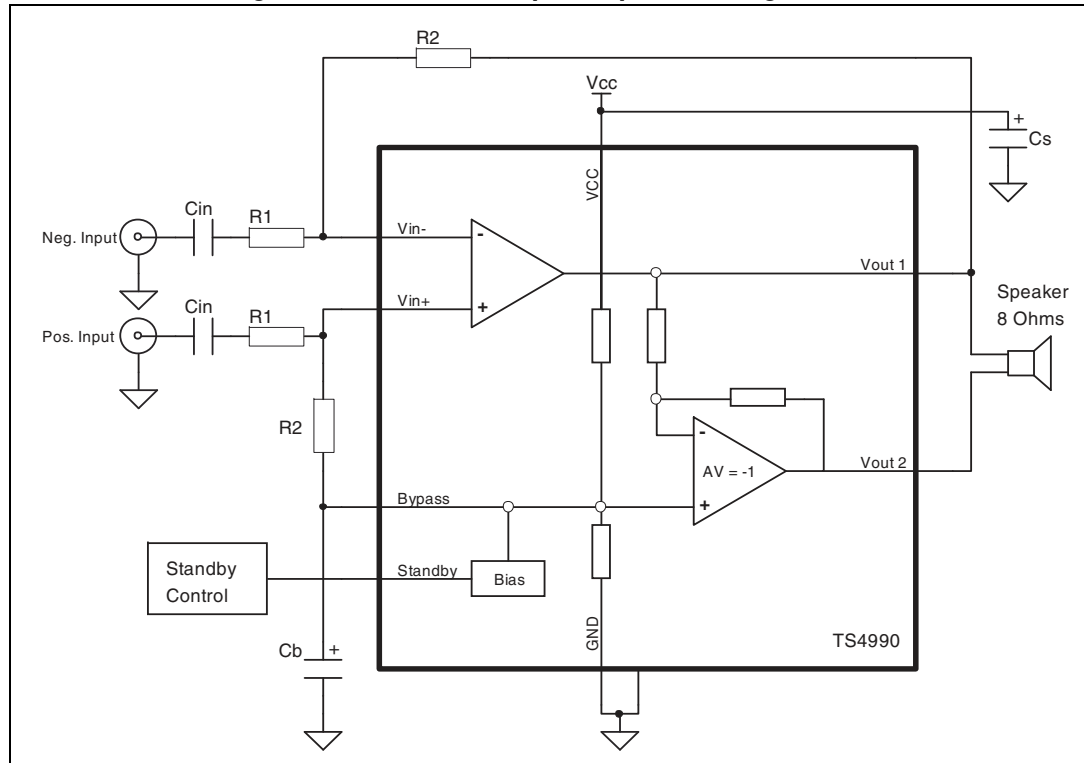 R2
Vcc
+
Cs
VCC
Cin
R1
Vin-
-
Neg. Input
Vout 1
Cin
R1
Vin+
+
Pos. Input
Speaker
8 Ohms
R2
-
AV = -1
Vout 2
Bypass
+
Standby
Control
Standby
Bias
GND
TS4990
Cb
+